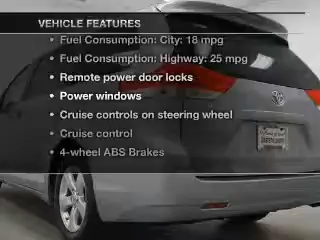 VEHICLE FEATURES
• Fuel Consumption: City: 18 mpg
• Fuel Consumption: Highway: 25 mpg
• Remote power door locks
• Power windows
• Cruise controls on steering wheel
• Cruise control
• 4-wheel ABS Brakes